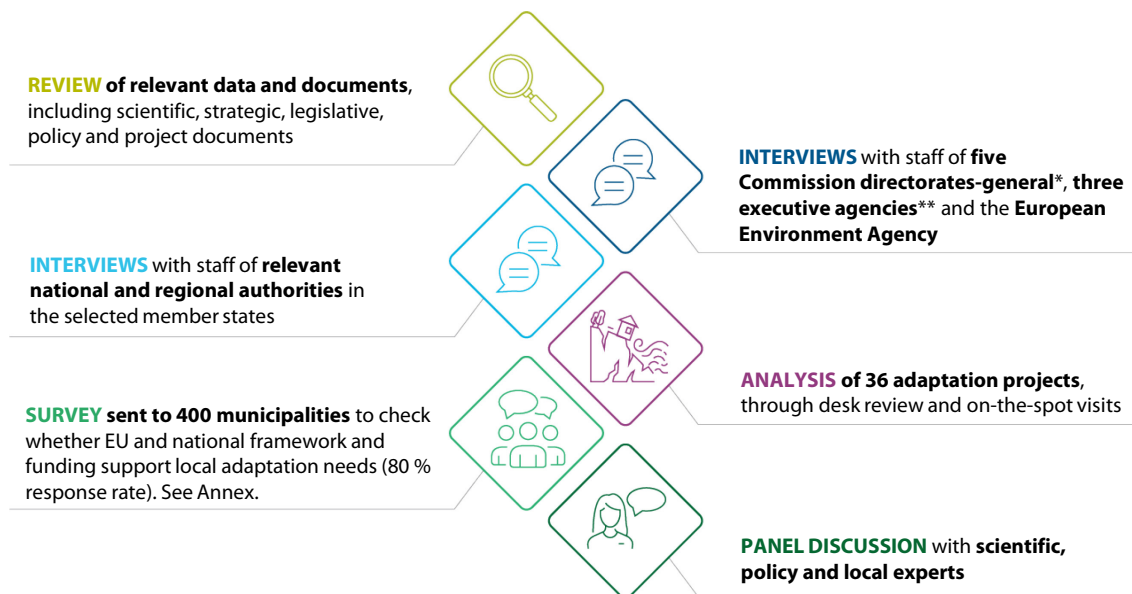 REVIEW of relevant data and documents,
including scientific, strategic, legislative,
policy and project documents
INTERVIEWS with staff of five
Commission directorates-general*, three
executive agencies** and the European
Environment Agency
INTERVIEWS with staff of relevant
national and regional authorities in
the selected member states
ANALYSIS of 36 adaptation projects,
through desk review and on-the-spot visits
SURVEY sent to 400 municipalities to check
whether EU and national framework and
funding support local adaptation needs (80 %
response rate). See Annex.
PANEL DISCUSSION with scientific,
policy and local experts